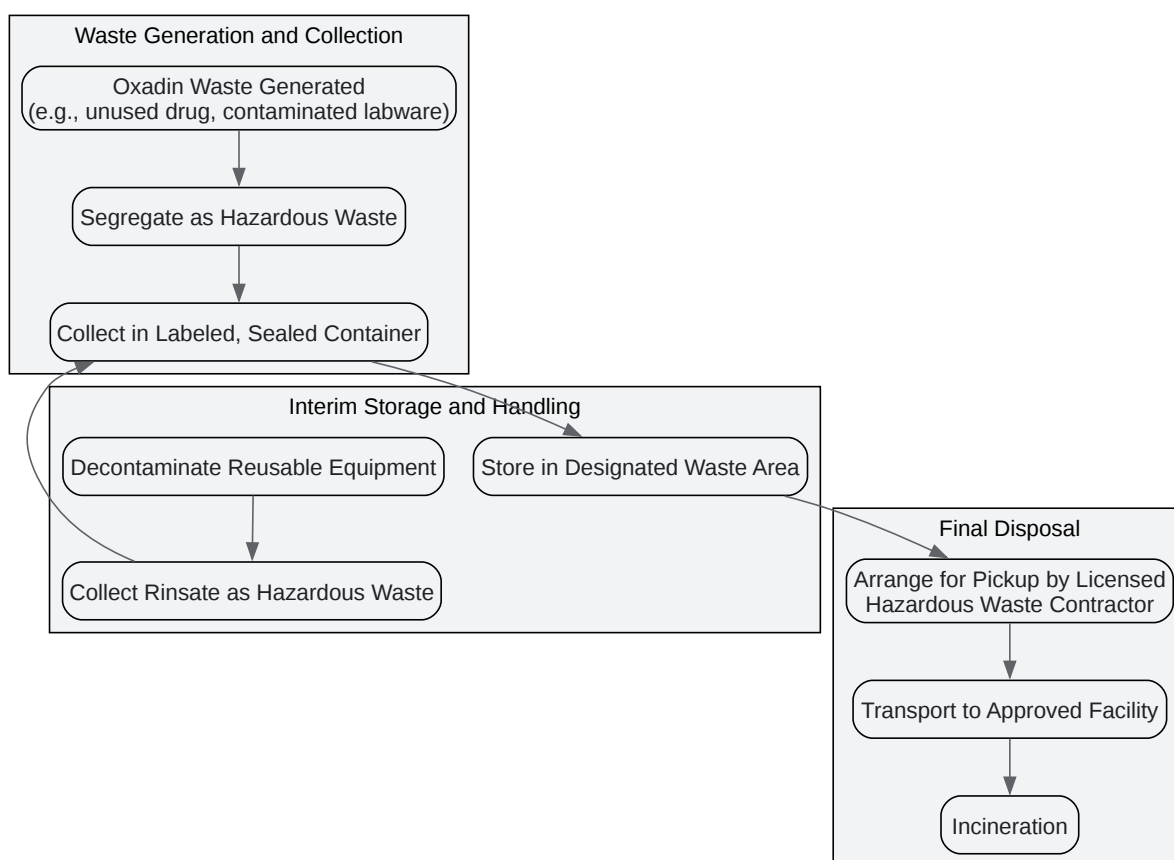 Waste Generation and Collection
Oxadin Waste Generated
(e.g., unused drug, contaminated labware)
Segregate as Hazardous Waste
Collect in Labeled, Sealed Container
Interim Storage and Handling
Decontaminate Reusable Equipment
Store in Designated Waste Area
Collect Rinsate as Hazardous Waste
Final Disposal
Arrange for Pickup by Licensed
Hazardous Waste Contractor
Transport to Approved Facility
Incineration